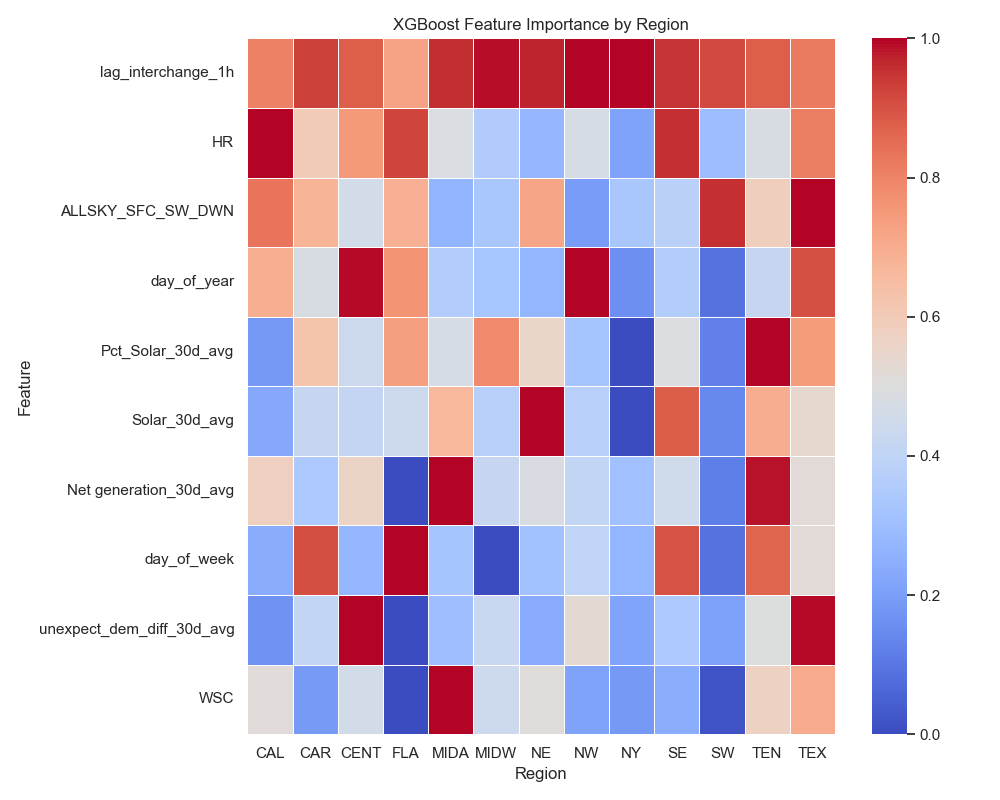 XGBoost Feature Importance by Region
Feature
lag_interchange_1h
HR
ALLSKY_SFC_SW_DWN
day_of_year
Pct_Solar_30d_avg
Solar_30d_avg
Net generation_30d_avg
day_of_week
unexpect_dem_diff_30d_avg
WSC
CAL CAR CENT FLA MIDA MIDW NE NW NY SE SW TEN TEX
Region
1.0
0.8
0.6
0.4
0.2
0.0